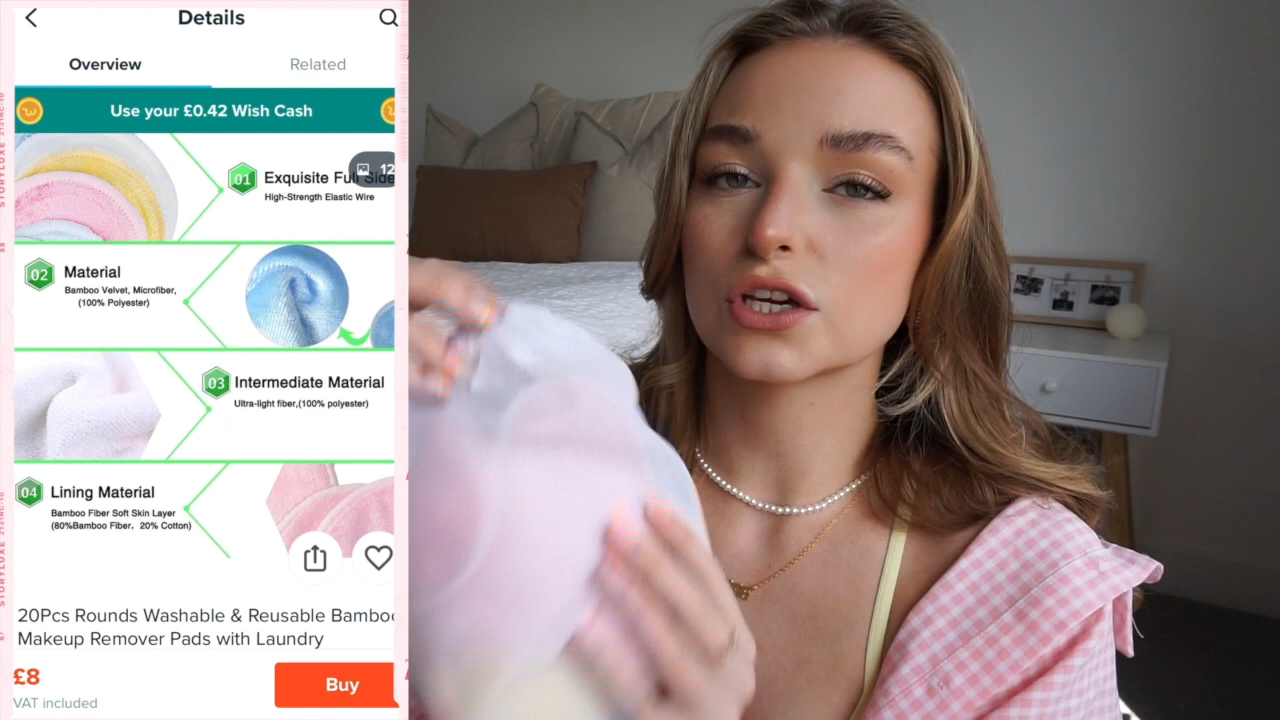 Details
Overview
Related
Use your £0.42 Wish Cash
12
01
Exquisite Full Side
High-Strength Elastic Wire
02
Material
Bamboo Velvet, Microfiber,
(100% Polyester)
03
Intermediate Material
Ultra-light fiber,(100% polyester)
04
Lining Material
Bamboo Fiber Soft Skin Layer
(80%Bamboo Fiber, 20% Cotton)
20Pcs Rounds Washable & Reusable Bamboo
Makeup Remover Pads with Laundry
£8
VAT included
Buy
STORYLUXE